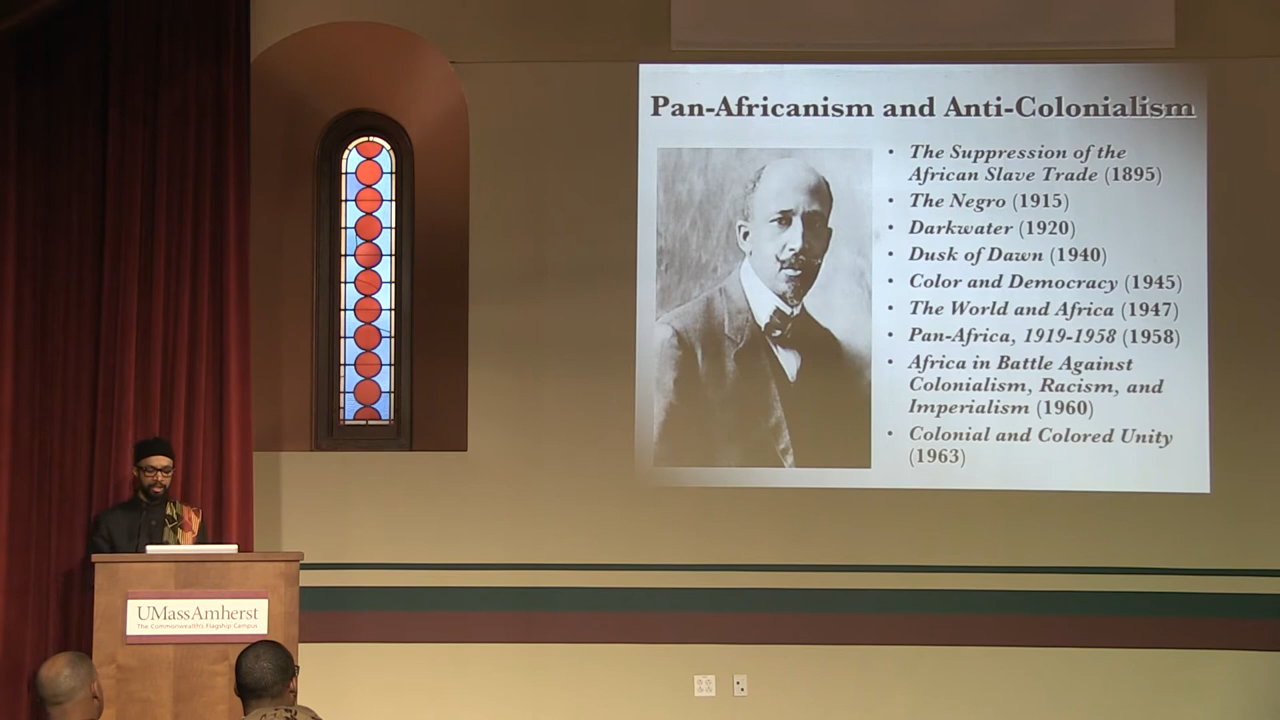 Pan-Africanism and Anti-Colonialism
• The Suppression of the
African Slave Trade (1895)
• The Negro (1915)
• Darkwater (1920)
• Dusk of Dawn (1940)
• Color and Democracy (1945)
• The World and Africa (1947)
• Pan-Africa, 1919-1958 (1958)
• Africa in Battle Against
Colonialism, Racism, and
Imperialism (1960)
• Colonial and Colored Unity
(1963)
UMassAmherst
The Commonwealth's Flagship Campus